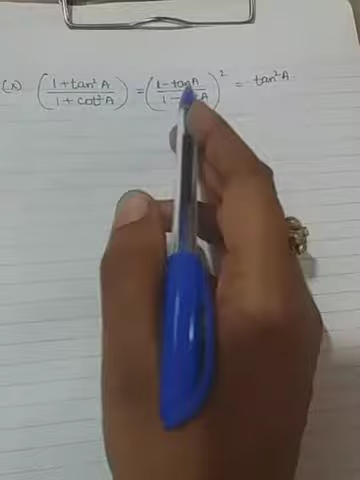 (x) (1+tan²A / 1+cot²A) = (1-tanA / 1- A)² = tan²A